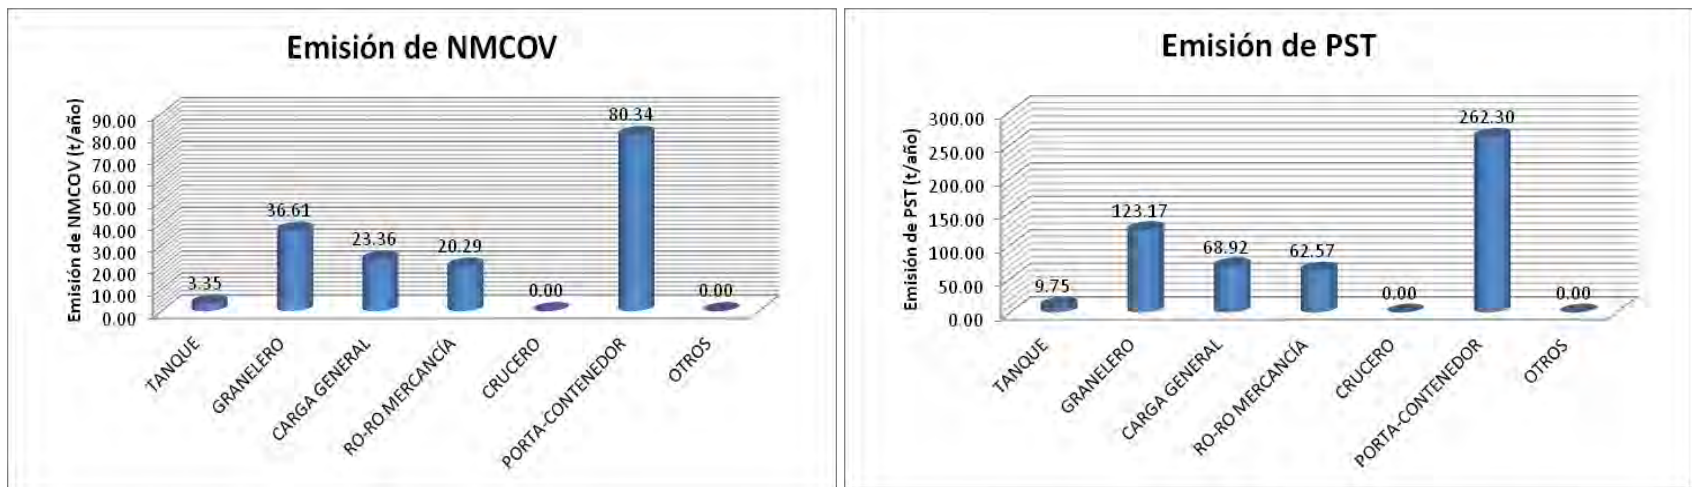 Emisión de NMCOV
Emisión de NMCOV (t/año)
90.00
80.00
70.00
60.00
50.00
40.00
30.00
20.00
10.00
0.00
3.35
36.61
23.36
20.29
0.00
80.34
0.00
TANQUE
GRANELERO
CARGA GENERAL
RO-RO MERCANCÍA
CRUCERO
PORTA-CONTENEDOR
OTROS
Emisión de PST
Emisión de PST (t/año)
300.00
250.00
200.00
150.00
100.00
50.00
0.00
9.75
123.17
68.92
62.57
0.00
262.30
0.00
TANQUE
GRANELERO
CARGA GENERAL
RO-RO MERCANCÍA
CRUCERO
PORTA-CONTENEDOR
OTROS